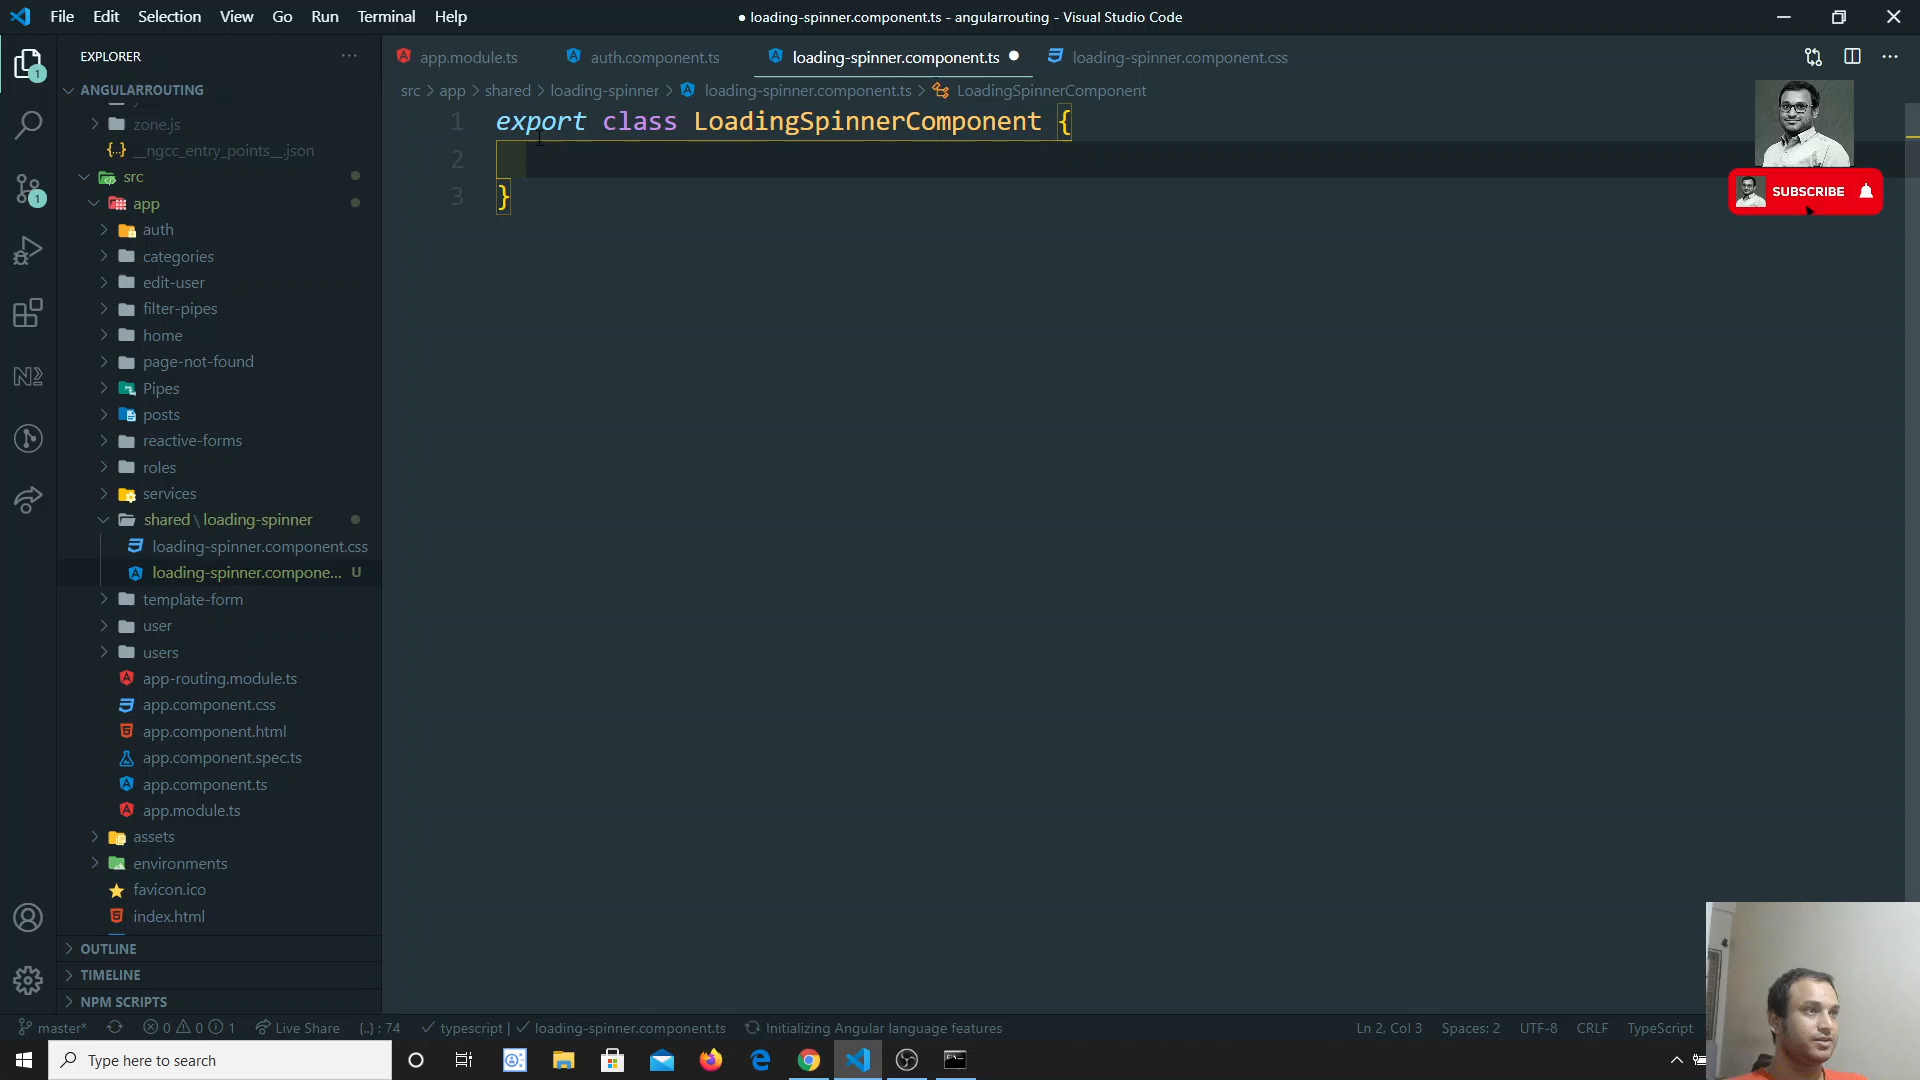 File Edit Selection View Go Run Terminal Help
● loading-spinner.component.ts - angularrouting - Visual Studio Code
EXPLORER
app.module.ts
auth.component.ts
loading-spinner.component.ts
loading-spinner.component.css
ANGULARROUTING
src > app > shared > loading-spinner > loading-spinner.component.ts > LoadingSpinnerComponent
1 export class LoadingSpinnerComponent {
2
3 }
SUBSCRIBE
zone.js
__ngcc_entry_points__.json
src
app
auth
categories
edit-user
filter-pipes
home
page-not-found
Pipes
posts
reactive-forms
roles
services
shared \ loading-spinner
loading-spinner.component.css
loading-spinner.compone... U
template-form
user
users
app-routing.module.ts
app.component.css
app.component.html
app.component.spec.ts
app.component.ts
app.module.ts
assets
environments
favicon.ico
index.html
OUTLINE
TIMELINE
NPM SCRIPTS
master* 0 0 1 Live Share {..} : 74 typescript | loading-spinner.component.ts Initializing Angular language features Ln 2, Col 3 Spaces: 2 UTF-8 CRLF TypeScript
Type here to search